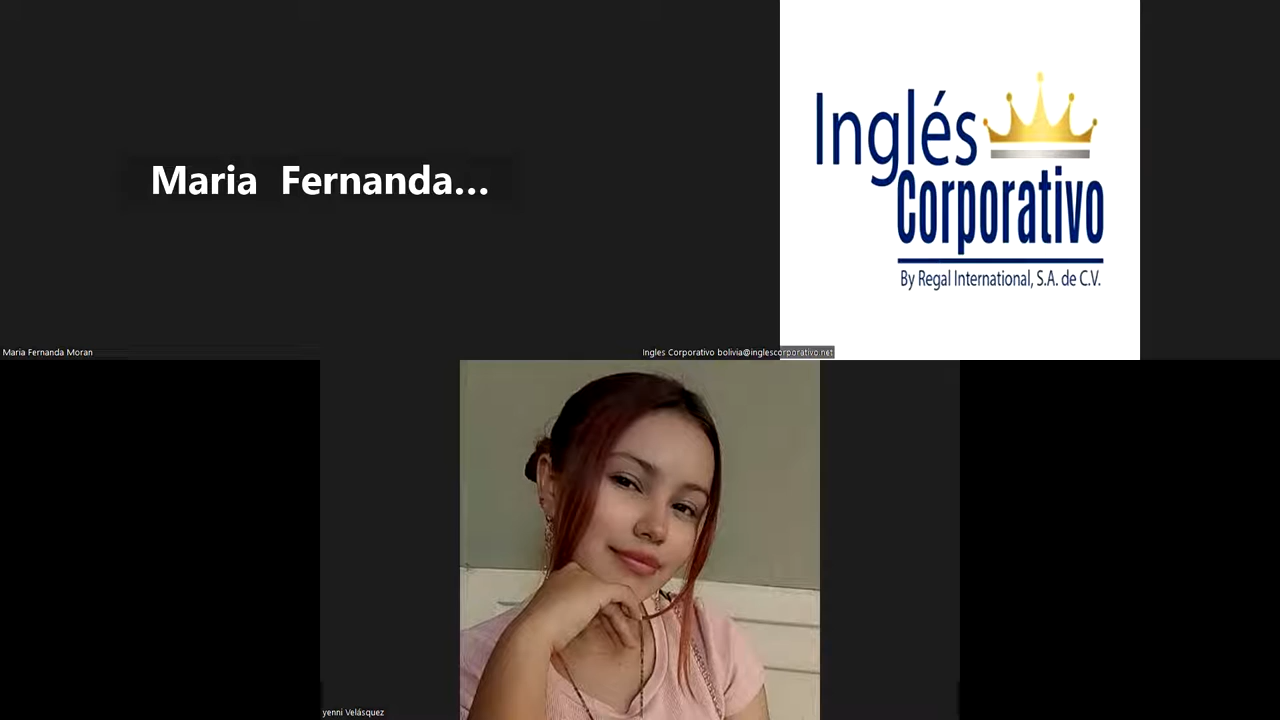 Maria Fernanda...
Inglés
Corporativo
By Regal International, S.A. de C.V.
Maria Fernanda Moran
Ingles Corporativo bolivia@inglescorporativo.net
yenni Velásquez